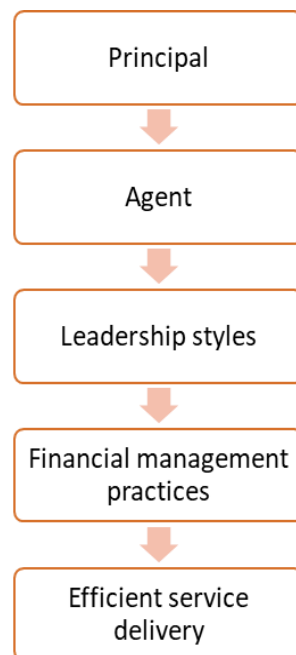 Principal
Agent
Leadership styles
Financial management
practices
Efficient service
delivery